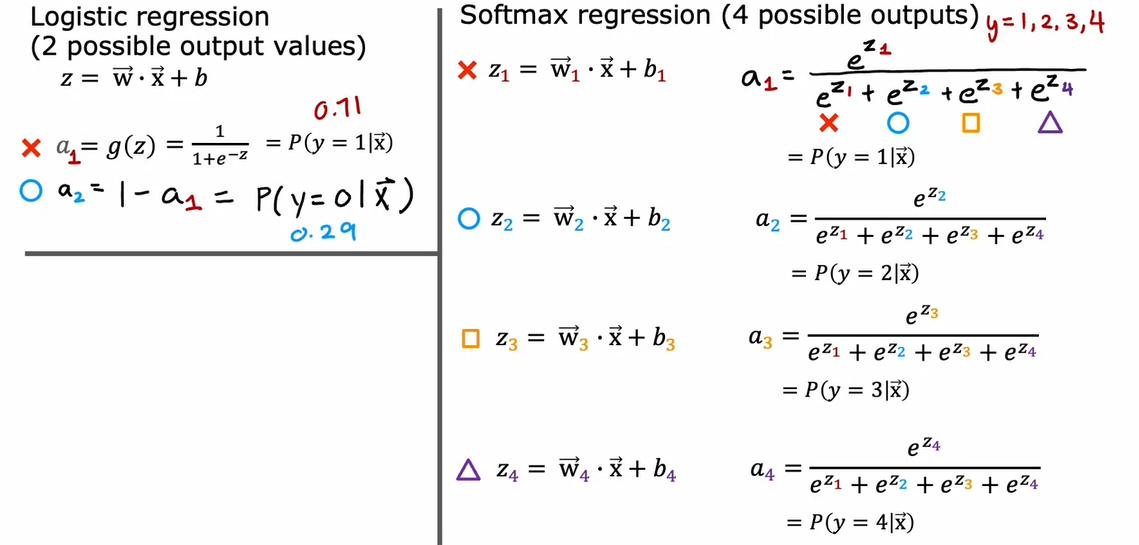 Logistic regression
(2 possible output values)
z = w⃗ · x⃗ + b
0.71
a₁ = g(z) = 1/(1+e⁻ᶻ) = P(y = 1|x⃗)
a₂ = 1 − a₁ = P(y = 0|x⃗)
0.29
Softmax regression (4 possible outputs) y = 1, 2, 3, 4
z₁ = w⃗₁ · x⃗ + b₁
a₁ = e^z₁ / (e^z₁ + e^z₂ + e^z₃ + e^z₄)
= P(y = 1|x⃗)
z₂ = w⃗₂ · x⃗ + b₂
a₂ = e^z₂ / (e^z₁ + e^z₂ + e^z₃ + e^z₄)
= P(y = 2|x⃗)
z₃ = w⃗₃ · x⃗ + b₃
a₃ = e^z₃ / (e^z₁ + e^z₂ + e^z₃ + e^z₄)
= P(y = 3|x⃗)
z₄ = w⃗₄ · x⃗ + b₄
a₄ = e^z₄ / (e^z₁ + e^z₂ + e^z₃ + e^z₄)
= P(y = 4|x⃗)